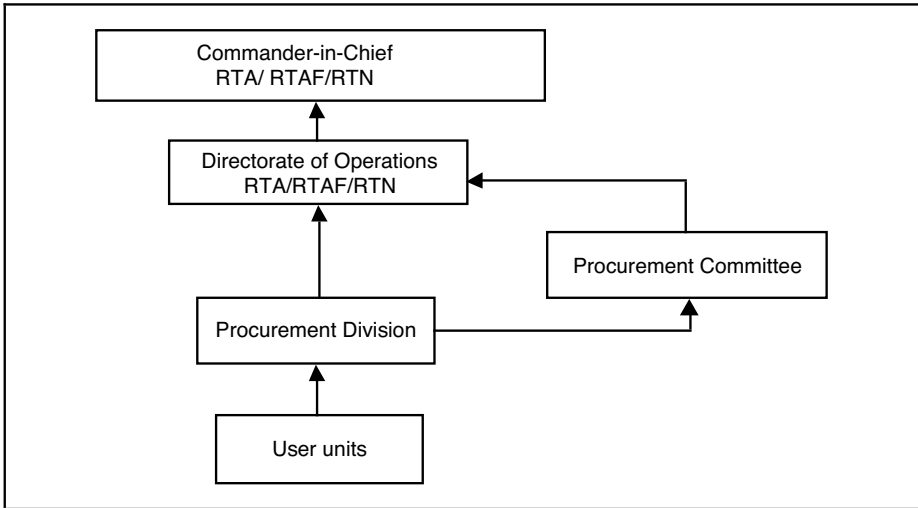 Commander-in-Chief
RTA/ RTAF/RTN
Directorate of Operations
RTA/RTAF/RTN
Procurement Committee
Procurement Division
User units